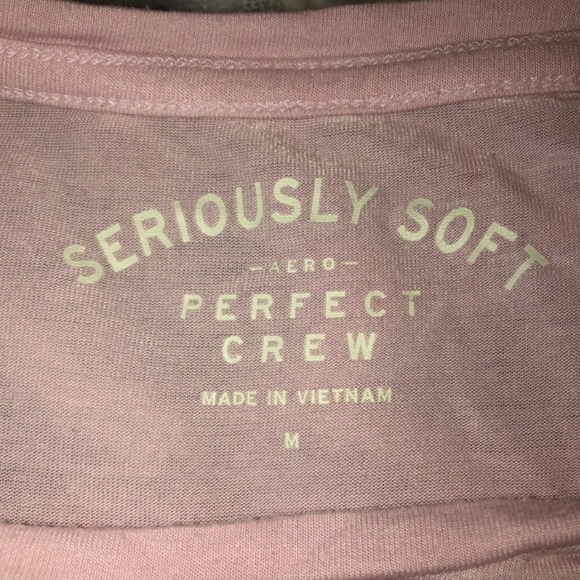 SERIOUSLY SOFT
—AERO—
PERFECT
CREW
MADE IN VIETNAM
M